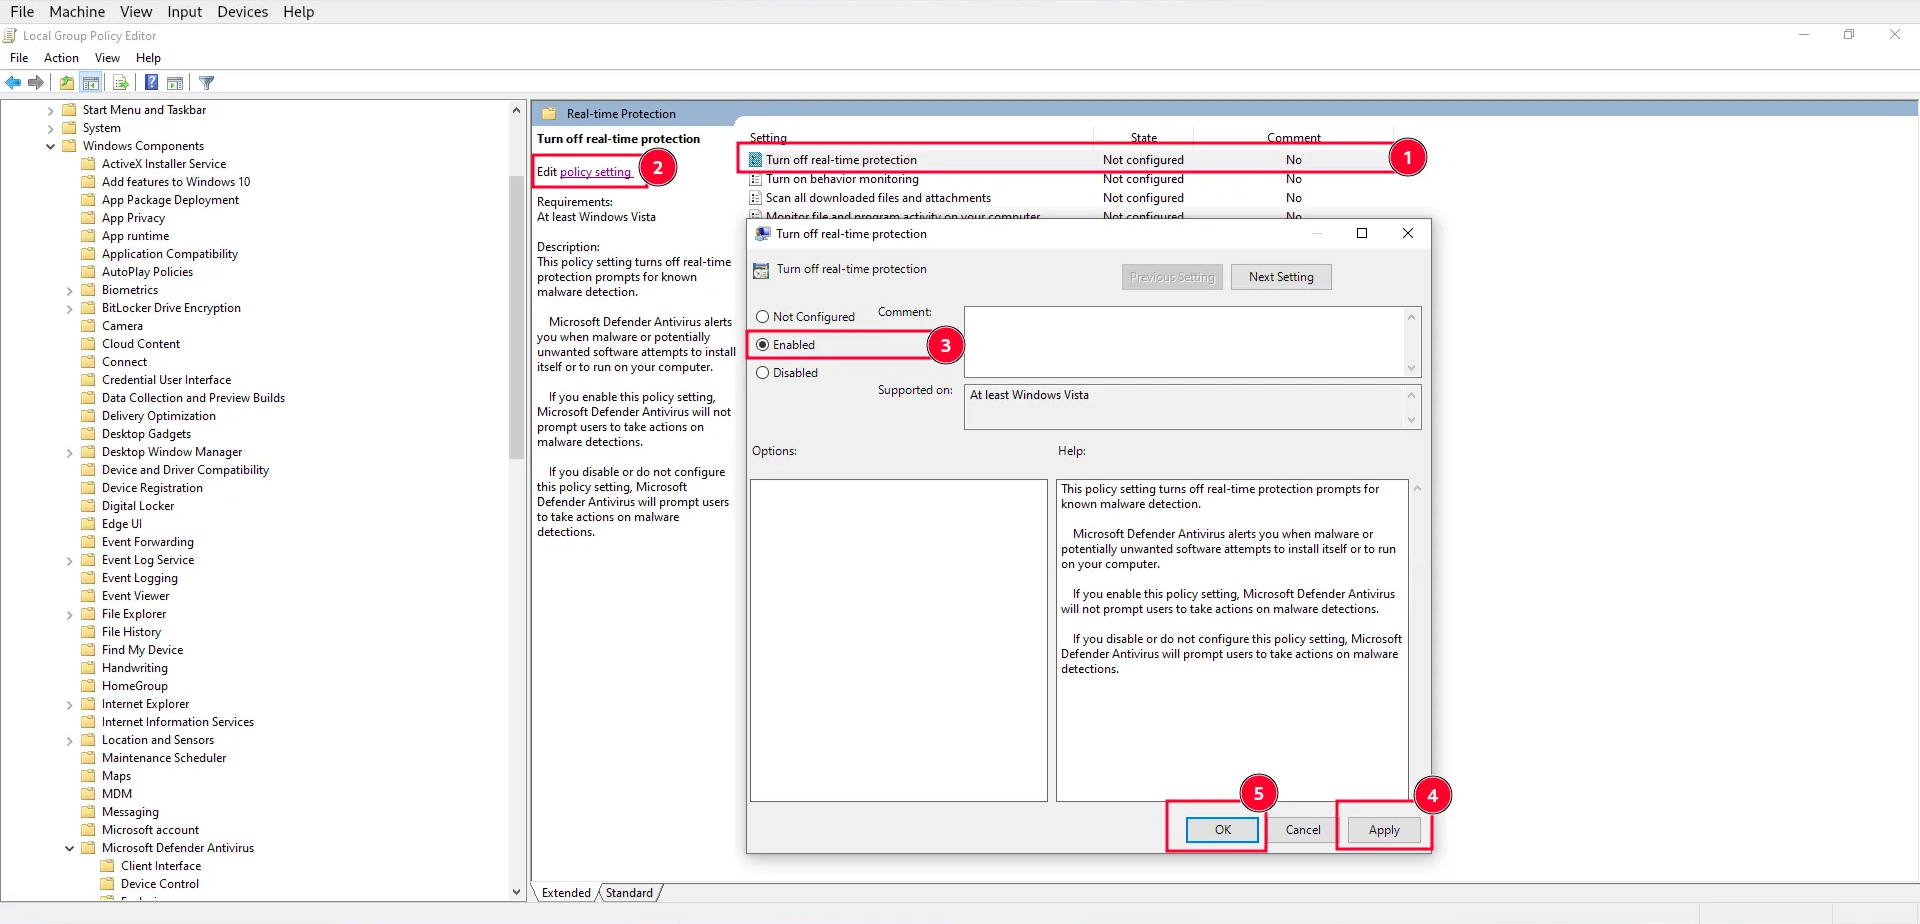 File Machine View Input Devices Help
Local Group Policy Editor
File Action View Help
Start Menu and Taskbar
System
Windows Components
ActiveX Installer Service
Add features to Windows 10
App Package Deployment
App Privacy
App runtime
Application Compatibility
AutoPlay Policies
Biometrics
BitLocker Drive Encryption
Camera
Cloud Content
Connect
Credential User Interface
Data Collection and Preview Builds
Delivery Optimization
Desktop Gadgets
Desktop Window Manager
Device and Driver Compatibility
Device Registration
Digital Locker
Edge UI
Event Forwarding
Event Log Service
Event Logging
Event Viewer
File Explorer
File History
Find My Device
Handwriting
HomeGroup
Internet Explorer
Internet Information Services
Location and Sensors
Maintenance Scheduler
Maps
MDM
Messaging
Microsoft account
Microsoft Defender Antivirus
Client Interface
Device Control
Real-time Protection
Turn off real-time protection
Edit policy setting
2
Requirements:
At least Windows Vista
Description:
This policy setting turns off real-time
protection prompts for known
malware detection.
Microsoft Defender Antivirus alerts
you when malware or potentially
unwanted software attempts to install
itself or to run on your computer.
If you enable this policy setting,
Microsoft Defender Antivirus will not
prompt users to take actions on
malware detections.
If you disable or do not configure
this policy setting, Microsoft
Defender Antivirus will prompt users
to take actions on malware
detections.
Setting State Comment
Turn off real-time protection Not configured No
1
Turn on behavior monitoring Not configured No
Scan all downloaded files and attachments Not configured No
Monitor file and program activity on your computer Not configured No
Turn off real-time protection
Turn off real-time protection
Previous Setting Next Setting
Not Configured
Enabled
3
Disabled
Comment:
Supported on:
At least Windows Vista
Options:
Help:
This policy setting turns off real-time protection prompts for
known malware detection.
Microsoft Defender Antivirus alerts you when malware or
potentially unwanted software attempts to install itself or to run
on your computer.
If you enable this policy setting, Microsoft Defender Antivirus
will not prompt users to take actions on malware detections.
If you disable or do not configure this policy setting, Microsoft
Defender Antivirus will prompt users to take actions on malware
detections.
5
4
OK Cancel Apply
Extended Standard